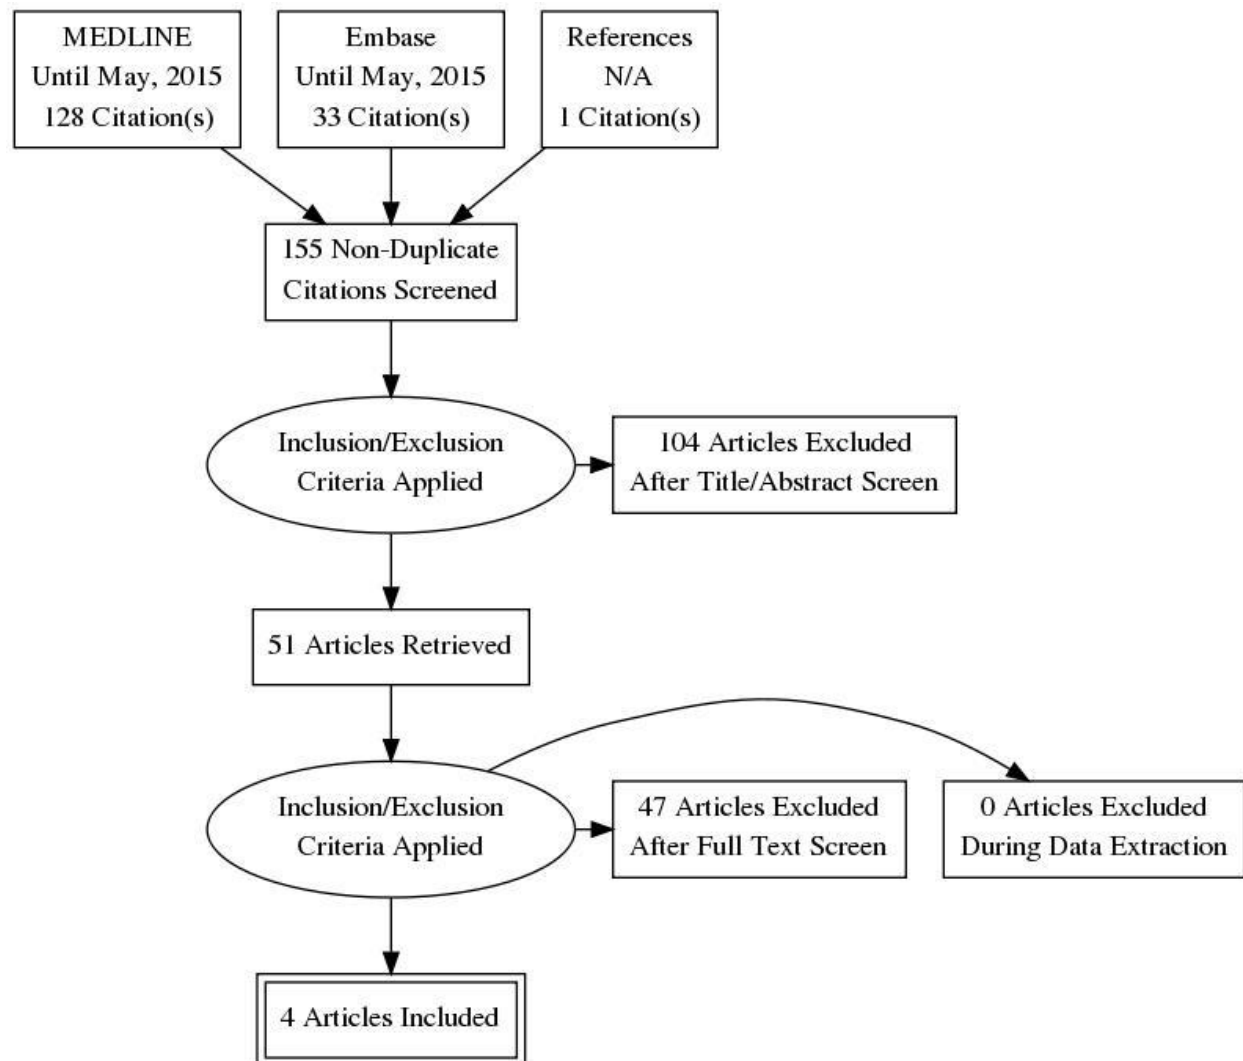 MEDLINE
Until May, 2015
128 Citation(s)
Embase
Until May, 2015
33 Citation(s)
References
N/A
1 Citation(s)
155 Non-Duplicate
Citations Screened
Inclusion/Exclusion
Criteria Applied
104 Articles Excluded
After Title/Abstract Screen
51 Articles Retrieved
Inclusion/Exclusion
Criteria Applied
47 Articles Excluded
After Full Text Screen
0 Articles Excluded
During Data Extraction
4 Articles Included